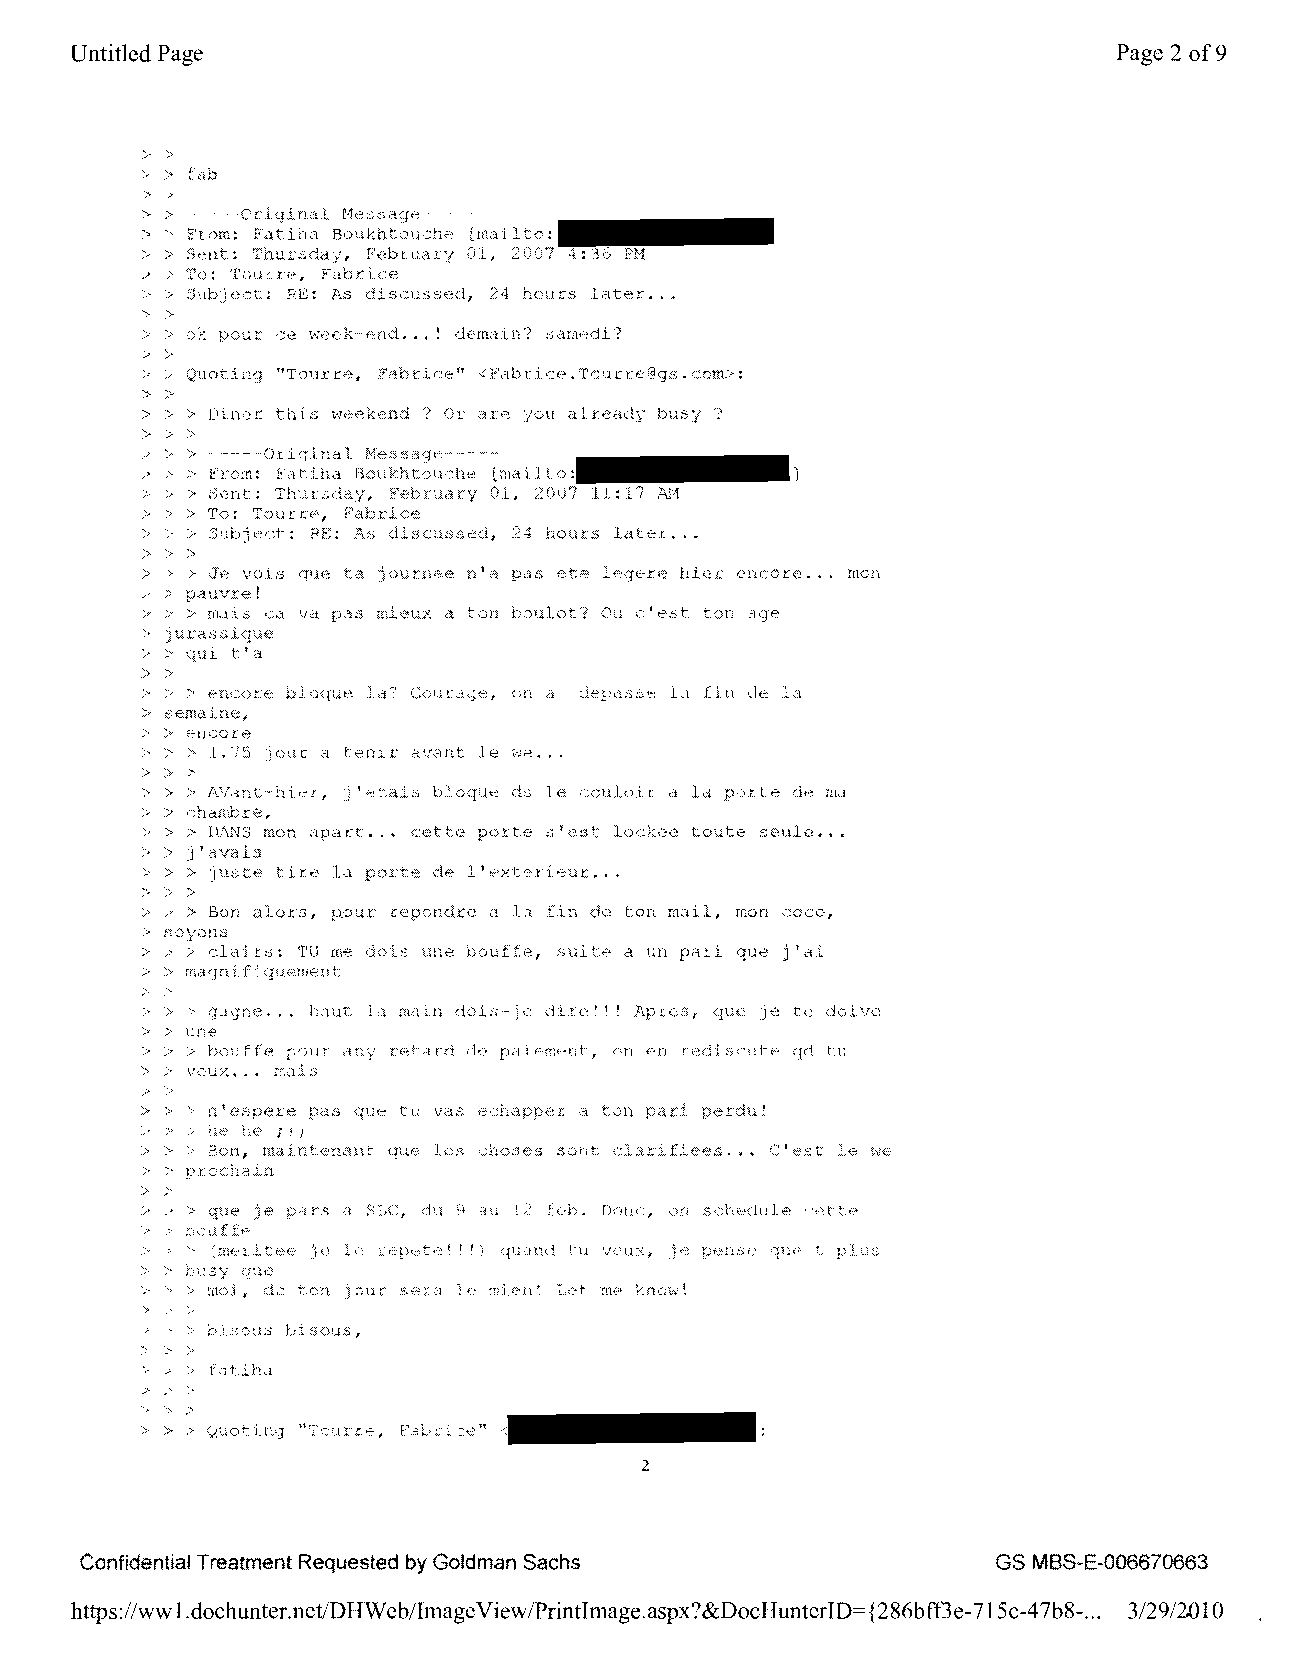 Untitled Page
Page 2 of 9
> >
> > fab
> >
> > -----Original Message-----
> > From: Fatiha Boukhtouche [mailto:
> > Sent: Thursday, February 01, 2007 4:36 PM
> > To: Tourre, Fabrice
> > Subject: RE: As discussed, 24 hours later...
> >
> > ok pour ce week-end...! demain? samedi?
> >
> > Quoting "Tourre, Fabrice" <Fabrice.Tourre@gs.com>:
> >
> > > Diner this weekend ? Or are you already busy ?
> > >
> > > -----Original Message-----
> > > From: Fatiha Boukhtouche [mailto: ]
> > > Sent: Thursday, February 01, 2007 11:17 AM
> > > To: Tourre, Fabrice
> > > Subject: RE: As discussed, 24 hours later...
> > >
> > > Je vois que ta journee n'a pas ete legere hier encore... mon
> > pauvre!
> > > mais ca va pas mieux a ton boulot? Ou c'est ton age
> jurassique
> > qui t'a
> >
> > > encore bloque la? Courage, on a depasse la fin de la
> semaine,
> > encore
> > > 1.75 jour a tenir avant le we...
> > >
> > > AVant-hier, j'etais bloque ds le couloir a la porte de ma
> > chambre,
> > > DANS mon apart... cette porte s'est lockee toute seule...
> > j'avais
> > > juste tire la porte de l'exterieur...
> > >
> > > Bon alors, pour repondre a la fin de ton mail, mon coco,
> soyons
> > > clairs: TU me dois une bouffe, suite a un pari que j'ai
> > magnifiquement
> >
> > > gagne... haut la main dois-je dire!!! Apres, que je te doive
> > une
> > > bouffe pour any retard de paiement, on en rediscute qd tu
> > veux... mais
> >
> > > n'espere pas que tu vas echapper a ton pari perdu!
> > > he he ;););
> > > Bon, maintenant que les choses sont clarifiees... C'est le we
> > prochain
> >
> > > que je pars a SLC, du 9 au 12 feb. Donc, on schedule cette
> > bouffe
> > > (meritee je le repete!!!) quand tu veux, je pense que t plus
> > busy que
> > > moi, dc ton jour sera le mien! Let me know!
> > >
> > > bisous bisous,
> > >
> > > fatiha
> > >
> > >
> > > Quoting "Tourre, Fabrice" < :
2
Confidential Treatment Requested by Goldman Sachs
GS MBS-E-006670663
https://ww1.dochunter.net/DHWeb/ImageView/PrintImage.aspx?&DocHunterID={286bff3e-715c-47b8-... 3/29/2010